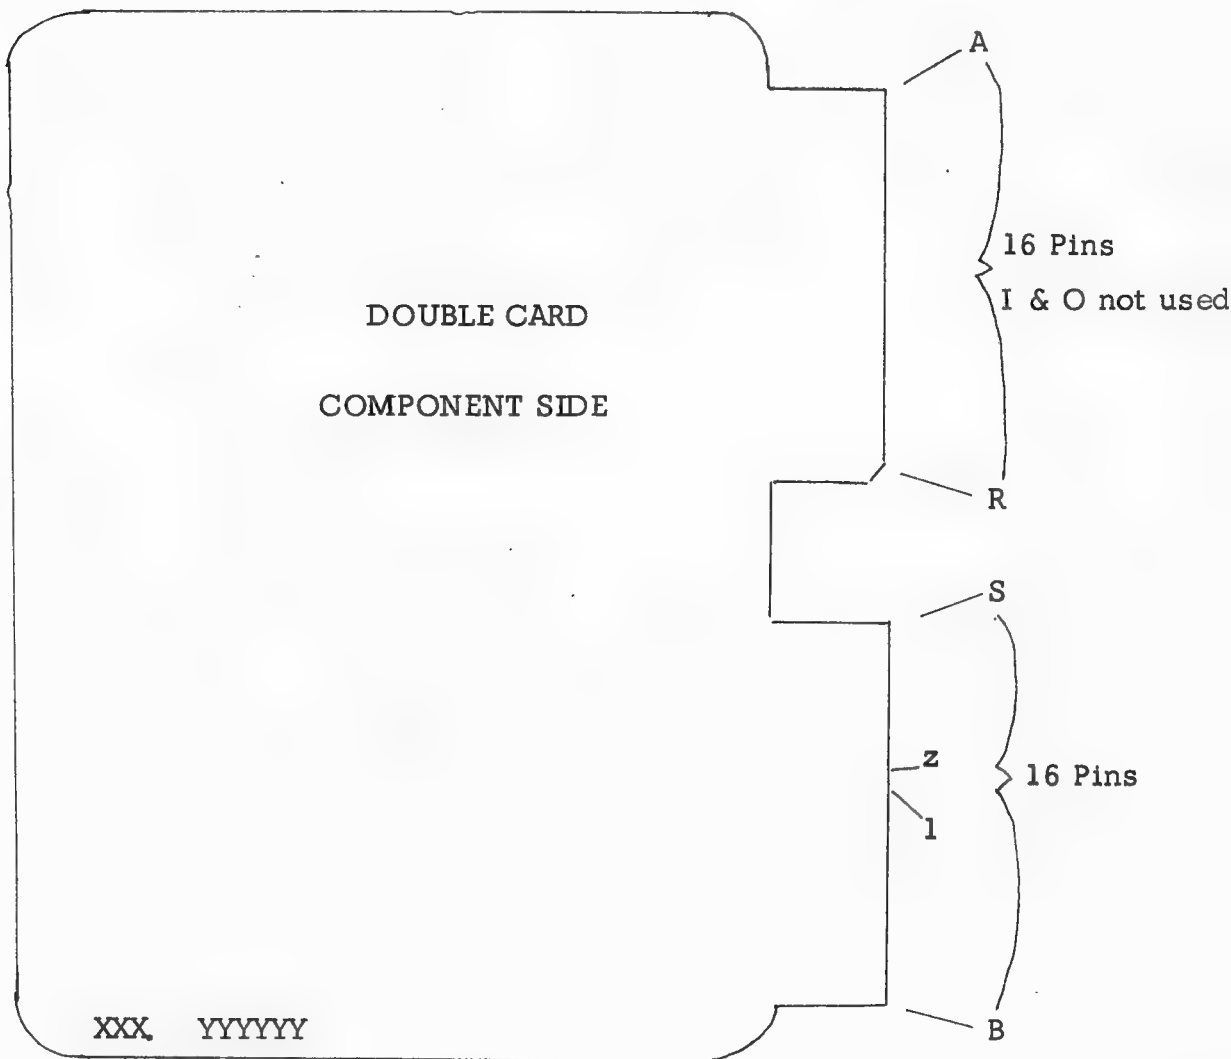 A
16 Pins
I & O not used
DOUBLE CARD
COMPONENT SIDE
R
S
z
16 Pins
1
XXX. YYYYYY
B